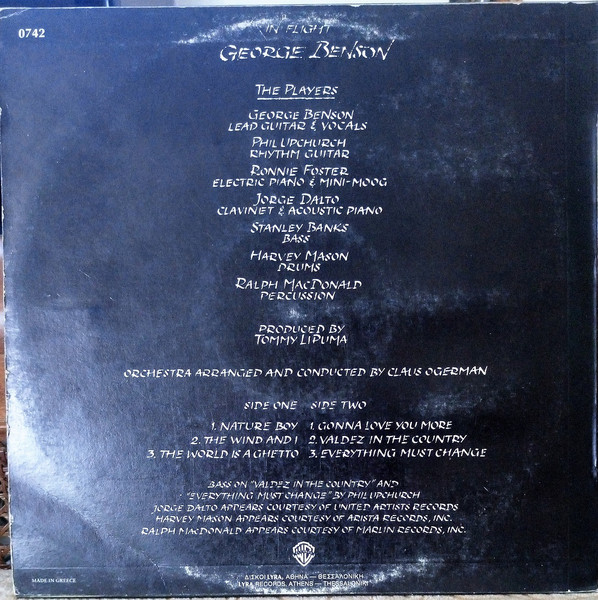 0742
IN FLIGHT
GEORGE BENSON
THE PLAYERS
GEORGE BENSON
LEAD GUITAR & VOCALS
PHIL UPCHURCH
RHYTHM GUITAR
RONNIE FOSTER
ELECTRIC PIANO & MINI-MOOG
JORGE DALTO
CLAVINET & ACOUSTIC PIANO
STANLEY BANKS
BASS
HARVEY MASON
DRUMS
RALPH MACDONALD
PERCUSSION
PRODUCED BY
TOMMY LIPUMA
ORCHESTRA ARRANGED AND CONDUCTED BY CLAUS OGERMAN
SIDE ONE SIDE TWO
1. NATURE BOY 1. GONNA LOVE YOU MORE
2. THE WIND AND I 2. VALDEZ IN THE COUNTRY
3. THE WORLD IS A GHETTO 3. EVERYTHING MUST CHANGE
BASS ON "VALDEZ IN THE COUNTRY" AND
"EVERYTHING MUST CHANGE" BY PHIL UPCHURCH
JORGE DALTO APPEARS COURTESY OF UNITED ARTISTS RECORDS
HARVEY MASON APPEARS COURTESY OF ARISTA RECORDS, INC.
RALPH MACDONALD APPEARS COURTESY OF MARLIN RECORDS, INC.
ΔΙΣΚΟΙ LYRA, ΑΘΗΝΑ — ΘΕΣΣΑΛΟΝΙΚΗ
LYRA RECORDS, ATHENS — THESSALONIKI
MADE IN GREECE